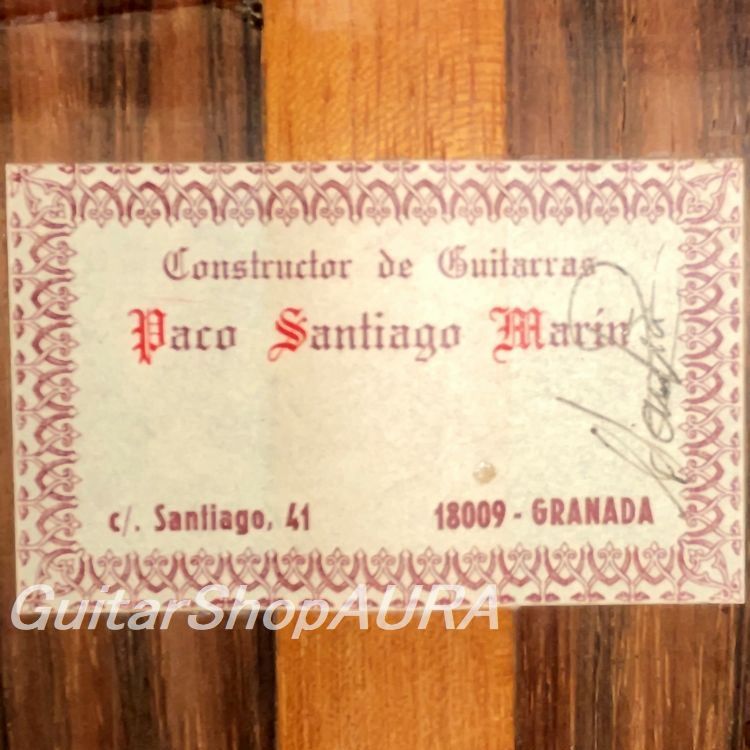 Constructor de Guitarras
Paco Santiago Marín
c/. Santiago, 41
18009 - GRANADA
GuitarShopAURA